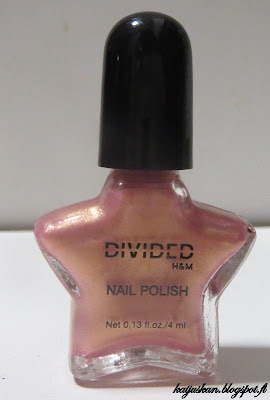 DIVIDED
H&M
NAIL POLISH
Net 0,13 fl.oz./4 ml
katjuskan.blogspot.fi